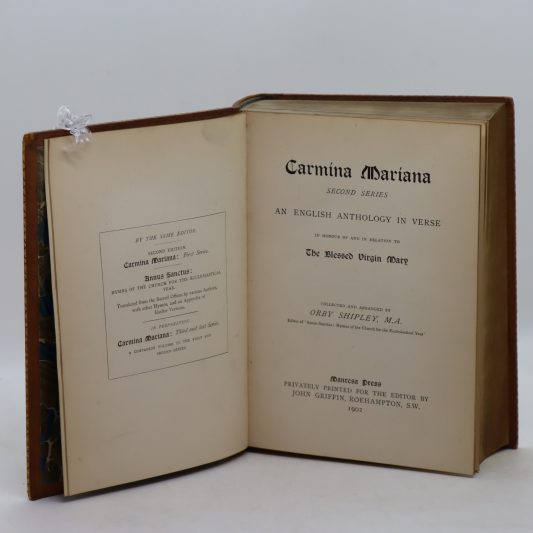 BY THE SAME EDITOR.
SECOND EDITION.
Carmina Mariana: First Series.
Annus Sanctus:
HYMNS OF THE CHURCH FOR THE ECCLESIASTICAL
YEAR.
Translated from the Sacred Offices by various Authors,
with other Hymns, and an Appendix of
Earlier Versions.
IN PREPARATION.
Carmina Mariana: Third and last Series.
A COMPANION VOLUME TO THE FIRST AND
SECOND SERIES.
Carmina Mariana
SECOND SERIES
AN ENGLISH ANTHOLOGY IN VERSE
IN HONOUR OF AND IN RELATION TO
The Blessed Virgin Mary
COLLECTED AND ARRANGED BY
ORBY SHIPLEY, M.A.
Editor of "Annus Sanctus: Hymns of the Church for the Ecclesiastical Year"
Manresa Press
PRIVATELY PRINTED FOR THE EDITOR BY
JOHN GRIFFIN, ROEHAMPTON, S.W.
1902